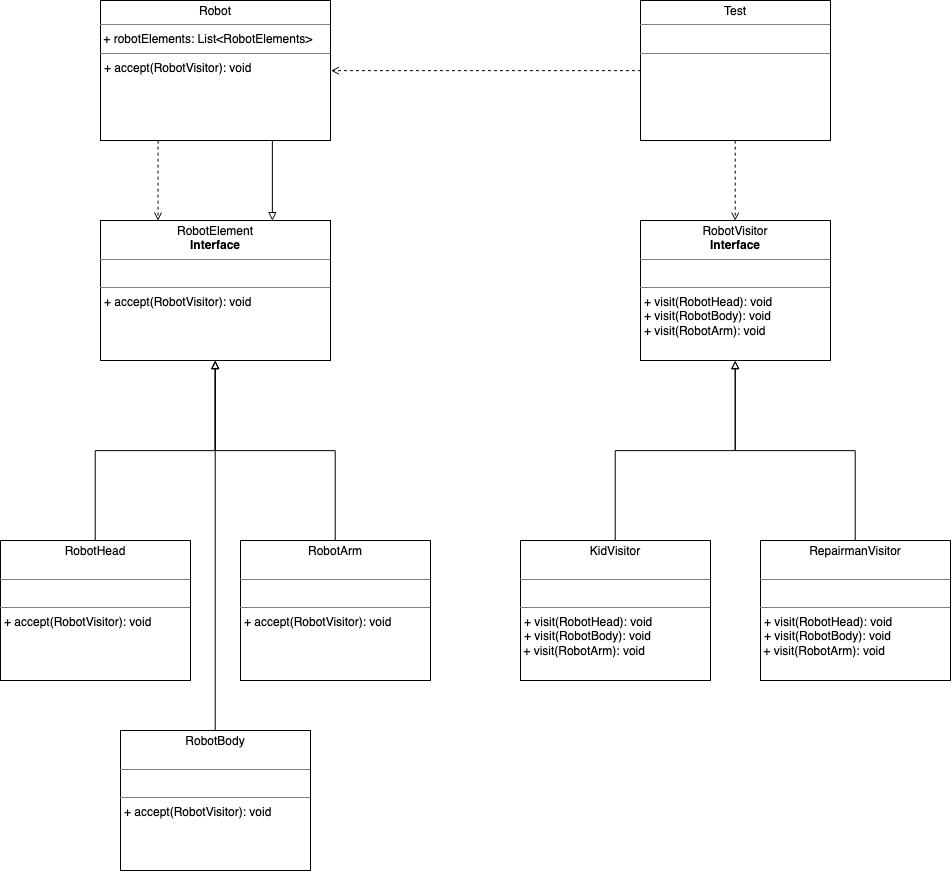 Robot
+ robotElements: List<RobotElements>
+ accept(RobotVisitor): void
Test
RobotElement
Interface
+ accept(RobotVisitor): void
RobotVisitor
Interface
+ visit(RobotHead): void
+ visit(RobotBody): void
+ visit(RobotArm): void
RobotHead
+ accept(RobotVisitor): void
RobotArm
+ accept(RobotVisitor): void
KidVisitor
+ visit(RobotHead): void
+ visit(RobotBody): void
+ visit(RobotArm): void
RepairmanVisitor
+ visit(RobotHead): void
+ visit(RobotBody): void
+ visit(RobotArm): void
RobotBody
+ accept(RobotVisitor): void